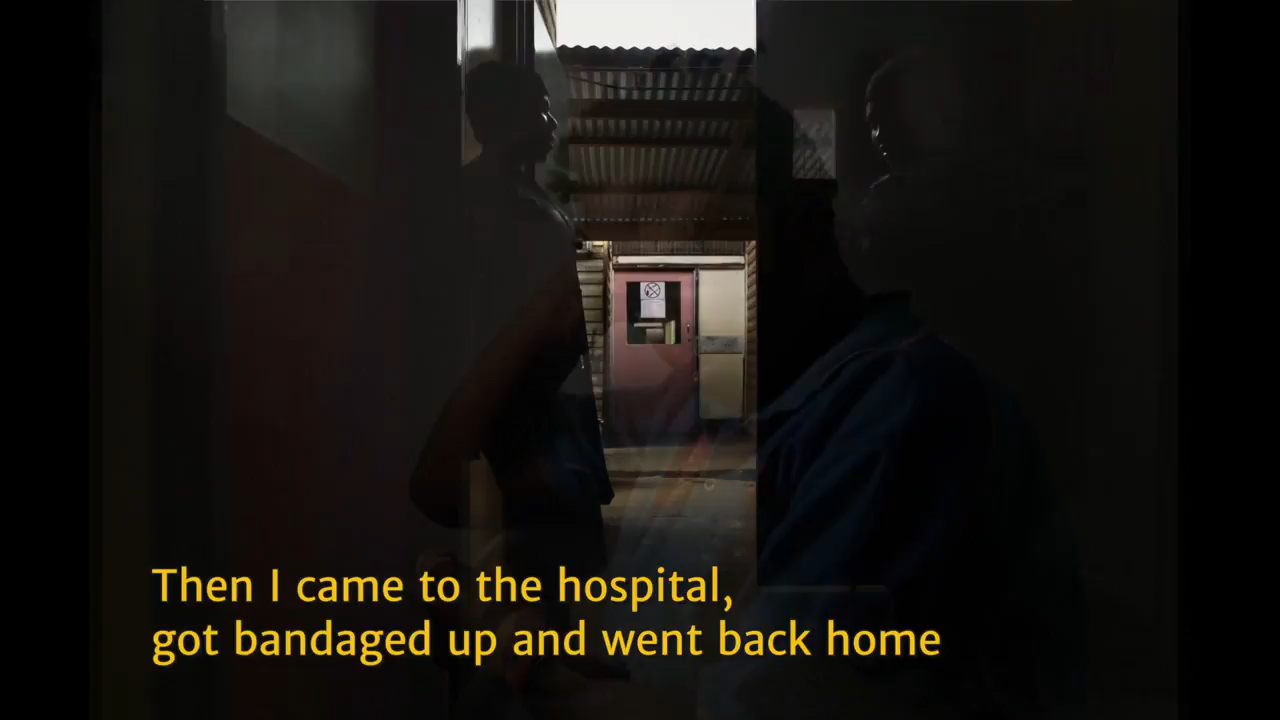 Then I came to the hospital,
got bandaged up and went back home